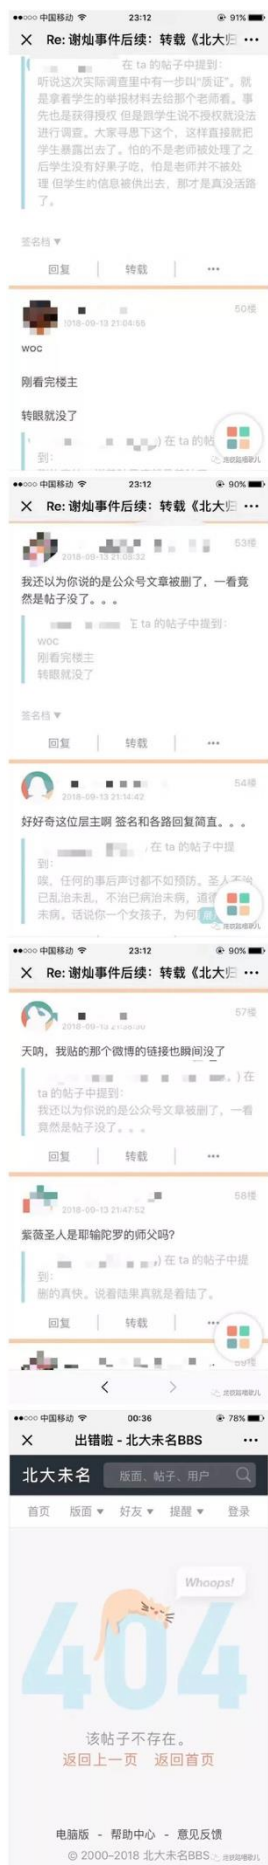 中国移动 23:12 91%
Re: 谢灿事件后续：转载《北大归
在 ta 的帖子中提到：
听说这次实际调查里中有一步叫“质证”。就
是拿着学生的举报材料去给那个老师看。事
先也是获得授权 但是跟学生说不授权就没法
进行调查。大家寻思下这个，这样直接就把
学生暴露出去了。怕的不是老师被处理了之
后学生没有好果子吃，怕是老师并不被处
理 但学生的信息被供出去，那才是真没活路
了。
签名档
回复 转载 ...
50楼
2018-09-13 21:04:56
woc
刚看完楼主
转眼就没了
) 在 ta 的帖
到：
中国移动 23:12 90%
Re: 谢灿事件后续：转载《北大归
53楼
2018-09-13 21:05:32
我还以为你说的是公众号文章被删了，一看竟
然是帖子没了。。。
在 ta 的帖子中提到：
woc
刚看完楼主
转眼就没了
签名档
回复 转载 ...
54楼
2018-09-13 21:14:42
好好奇这位层主啊 签名和各路回复简直。。。
在 ta 的帖子中提
到：
唉，任何的事后声讨都不如预防。圣人不治
已乱治未乱，不治已病治未病，道德
未病。话说你一个女孩子，为何
中国移动 23:12 90%
Re: 谢灿事件后续：转载《北大归
57楼
天呐，我贴的那个微博的链接也瞬间没了
) 在
ta 的帖子中提到：
我还以为你说的是公众号文章被删了，一看
竟然是帖子没了。。。
回复 转载 ...
58楼
2018-09-13 21:47:52
紫薇圣人是耶输陀罗的师父吗？
) 在 ta 的帖子中提
到：
删的真快。说着陆果真就是着陆了。
回复 转载
59楼
中国移动 00:36 78%
出错啦 - 北大未名BBS ...
北大未名 版面、帖子、用户
首页 版面 好友 提醒 登录
Whoops!
404
该帖子不存在。
返回上一页 返回首页
电脑版 - 帮助中心 - 意见反馈
© 2000–2018 北大未名BBS